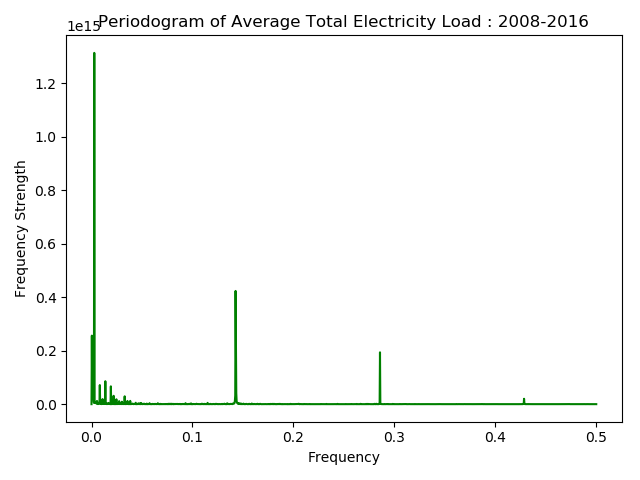 Periodogram of Average Total Electricity Load : 2008-2016
1e15
1.2
1.0
0.8
0.6
0.4
0.2
0.0
Frequency Strength
0.0 0.1 0.2 0.3 0.4 0.5
Frequency